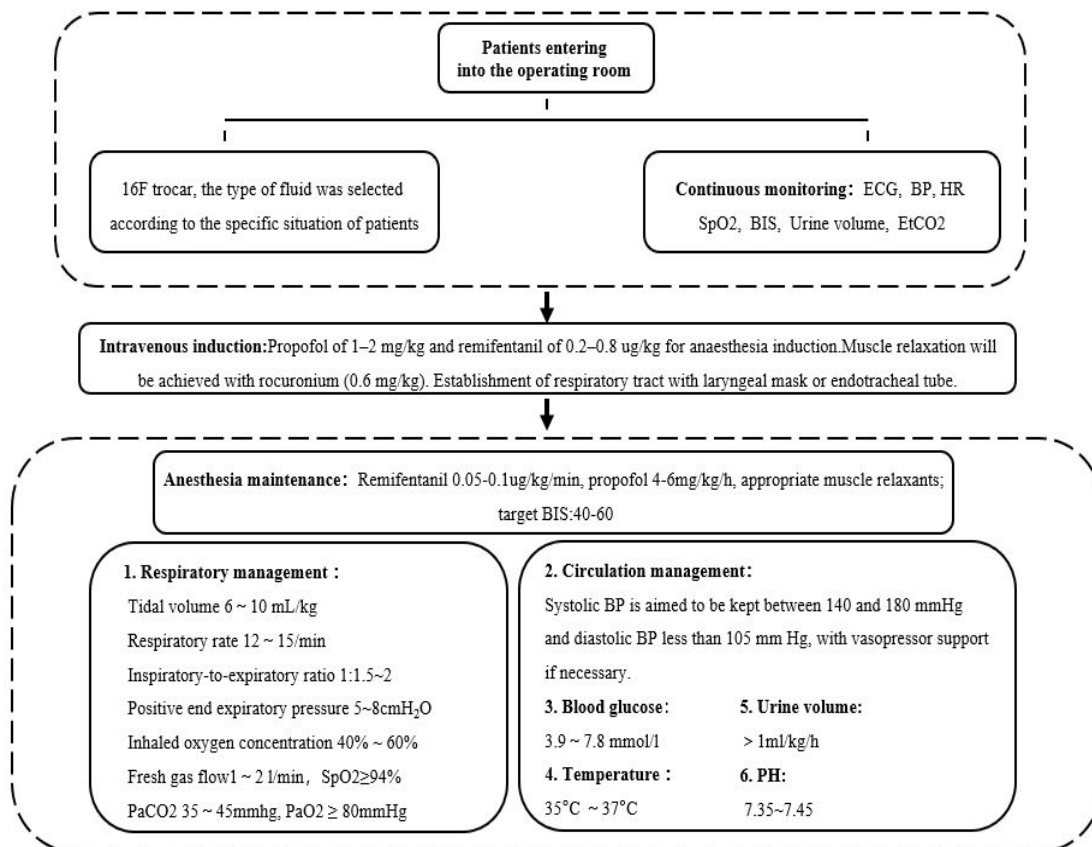 Patients entering
into the operating room
16F trocar, the type of fluid was selected
according to the specific situation of patients
Continuous monitoring: ECG, BP, HR
SpO2, BIS, Urine volume, EtCO2
Intravenous induction:Propofol of 1–2 mg/kg and remifentanil of 0.2–0.8 ug/kg for anaesthesia induction.Muscle relaxation will
be achieved with rocuronium (0.6 mg/kg). Establishment of respiratory tract with laryngeal mask or endotracheal tube.
Anesthesia maintenance: Remifentanil 0.05-0.1ug/kg/min, propofol 4-6mg/kg/h, appropriate muscle relaxants;
target BIS:40-60
1. Respiratory management :
Tidal volume 6 ~ 10 mL/kg
Respiratory rate 12 ~ 15/min
Inspiratory-to-expiratory ratio 1:1.5~2
Positive end expiratory pressure 5~8cmH₂O
Inhaled oxygen concentration 40% ~ 60%
Fresh gas flow1 ~ 2 l/min, SpO2≥94%
PaCO2 35 ~ 45mmhg, PaO2 ≥ 80mmHg
2. Circulation management:
Systolic BP is aimed to be kept between 140 and 180 mmHg
and diastolic BP less than 105 mm Hg, with vasopressor support
if necessary.
3. Blood glucose:
3.9 ~ 7.8 mmol/l
4. Temperature :
35°C ~ 37°C
5. Urine volume:
> 1ml/kg/h
6. PH:
7.35~7.45